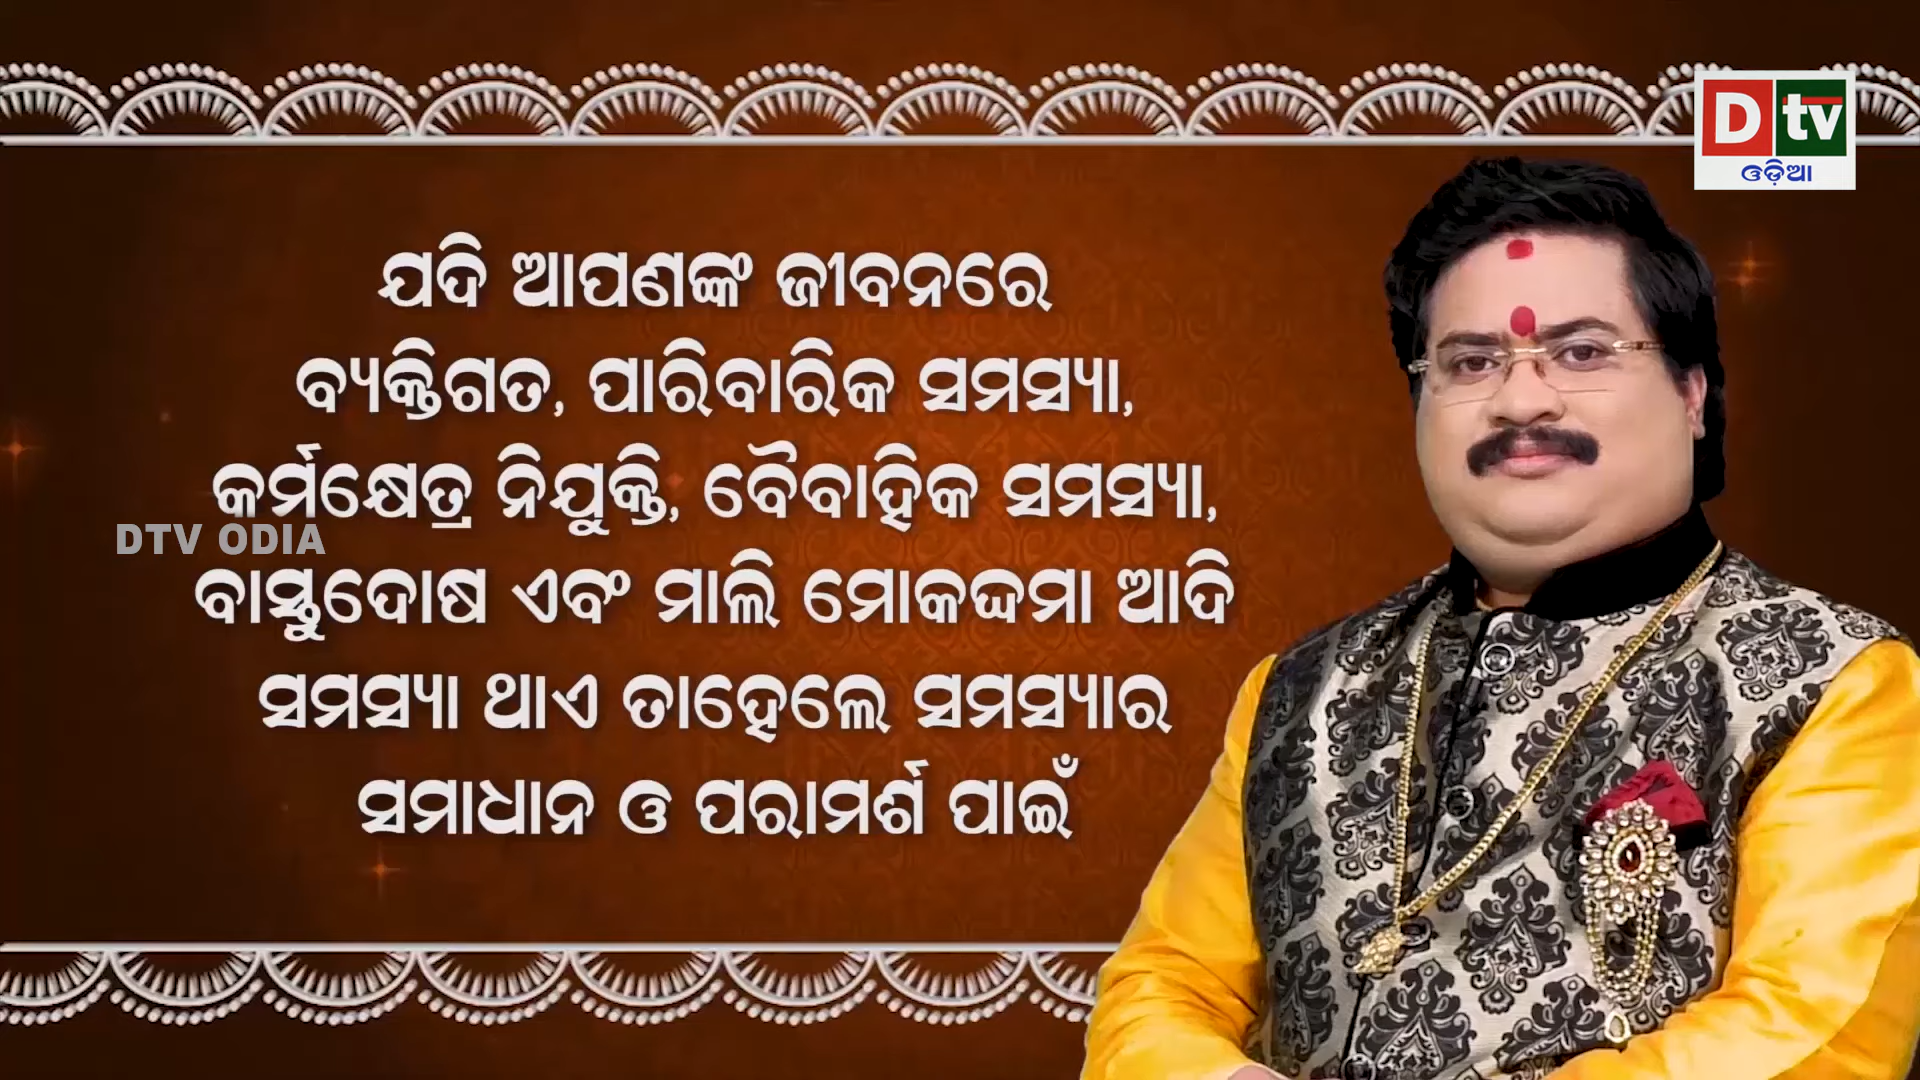 D tv
ଓଡ଼ିଆ
ଯଦି ଆପଣଙ୍କ ଜୀବନରେ
ବ୍ୟକ୍ତିଗତ, ପାରିବାରିକ ସମସ୍ୟା,
କର୍ମକ୍ଷେତ୍ର ନିଯୁକ୍ତି, ବୈବାହିକ ସମସ୍ୟା,
DTV ODIA
ବାସ୍ତୁଦୋଷ ଏବଂ ମାଲି ମୋକଦ୍ଦମା ଆଦି
ସମସ୍ୟା ଥାଏ ତାହେଲେ ସମସ୍ୟାର
ସମାଧାନ ଓ ପରାମର୍ଶ ପାଇଁ